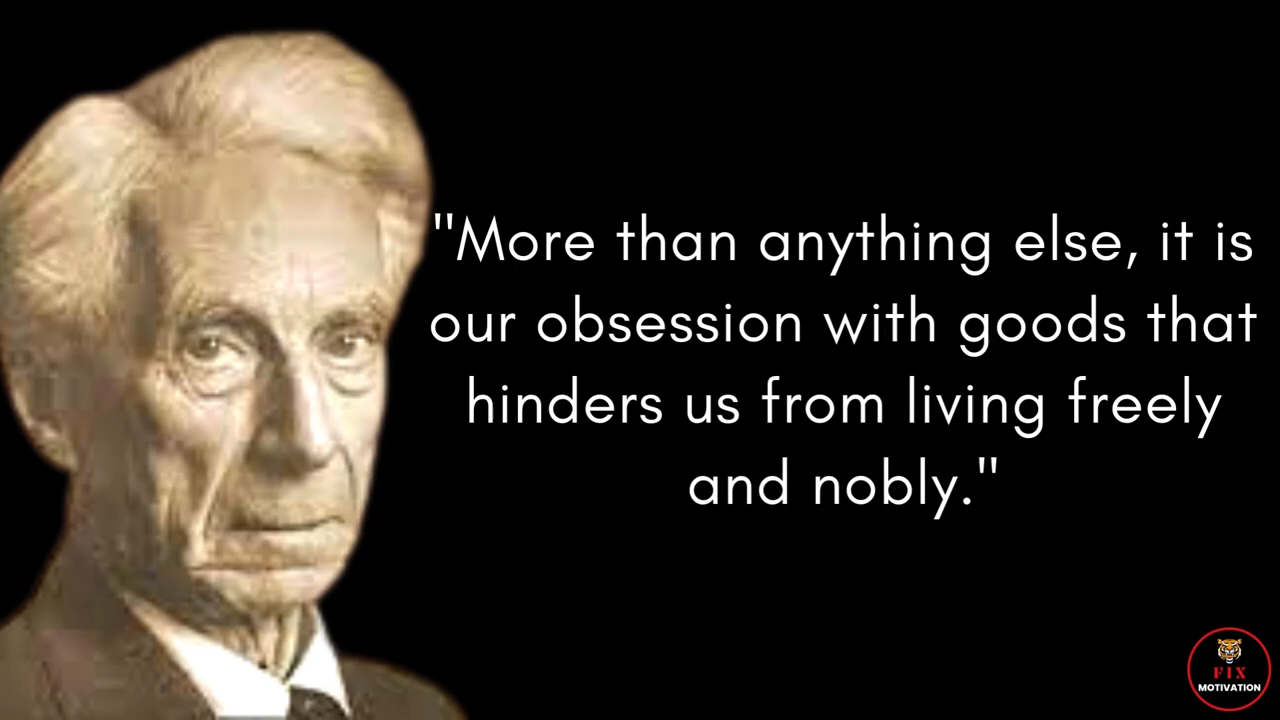 "More than anything else, it is
our obsession with goods that
hinders us from living freely
and nobly."
FIX
MOTIVATION